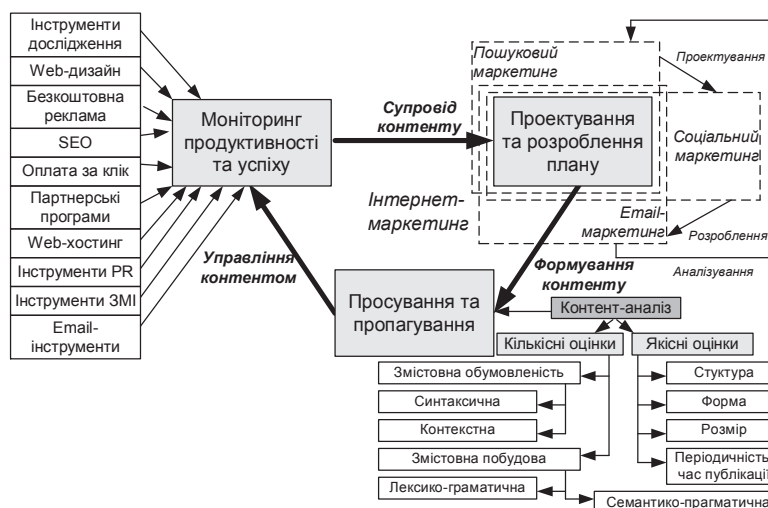 Інструменти
дослідження
Web-дизайн
Безкоштовна
реклама
SEO
Оплата за клік
Партнерські
програми
Web-хостинг
Інструменти PR
Інструменти ЗМІ
Email-
інструменти
Моніторинг
продуктивності
та успіху
Супровід
контенту
Пошуковий
маркетинг
Проектування
Проектування
та розроблення
плану
Соціальний
маркетинг
Інтернет-
маркетинг
Email-
маркетинг
Розроблення
Аналізування
Управління
контентом
Формування
контенту
Просування та
пропагування
Контент-аналіз
Кількісні оцінки
Якісні оцінки
Змістовна обумовленість
Синтаксична
Контекстна
Змістовна побудова
Лексико-граматична
Семантико-прагматична
Стуктура
Форма
Розмір
Періодичність
час публікації